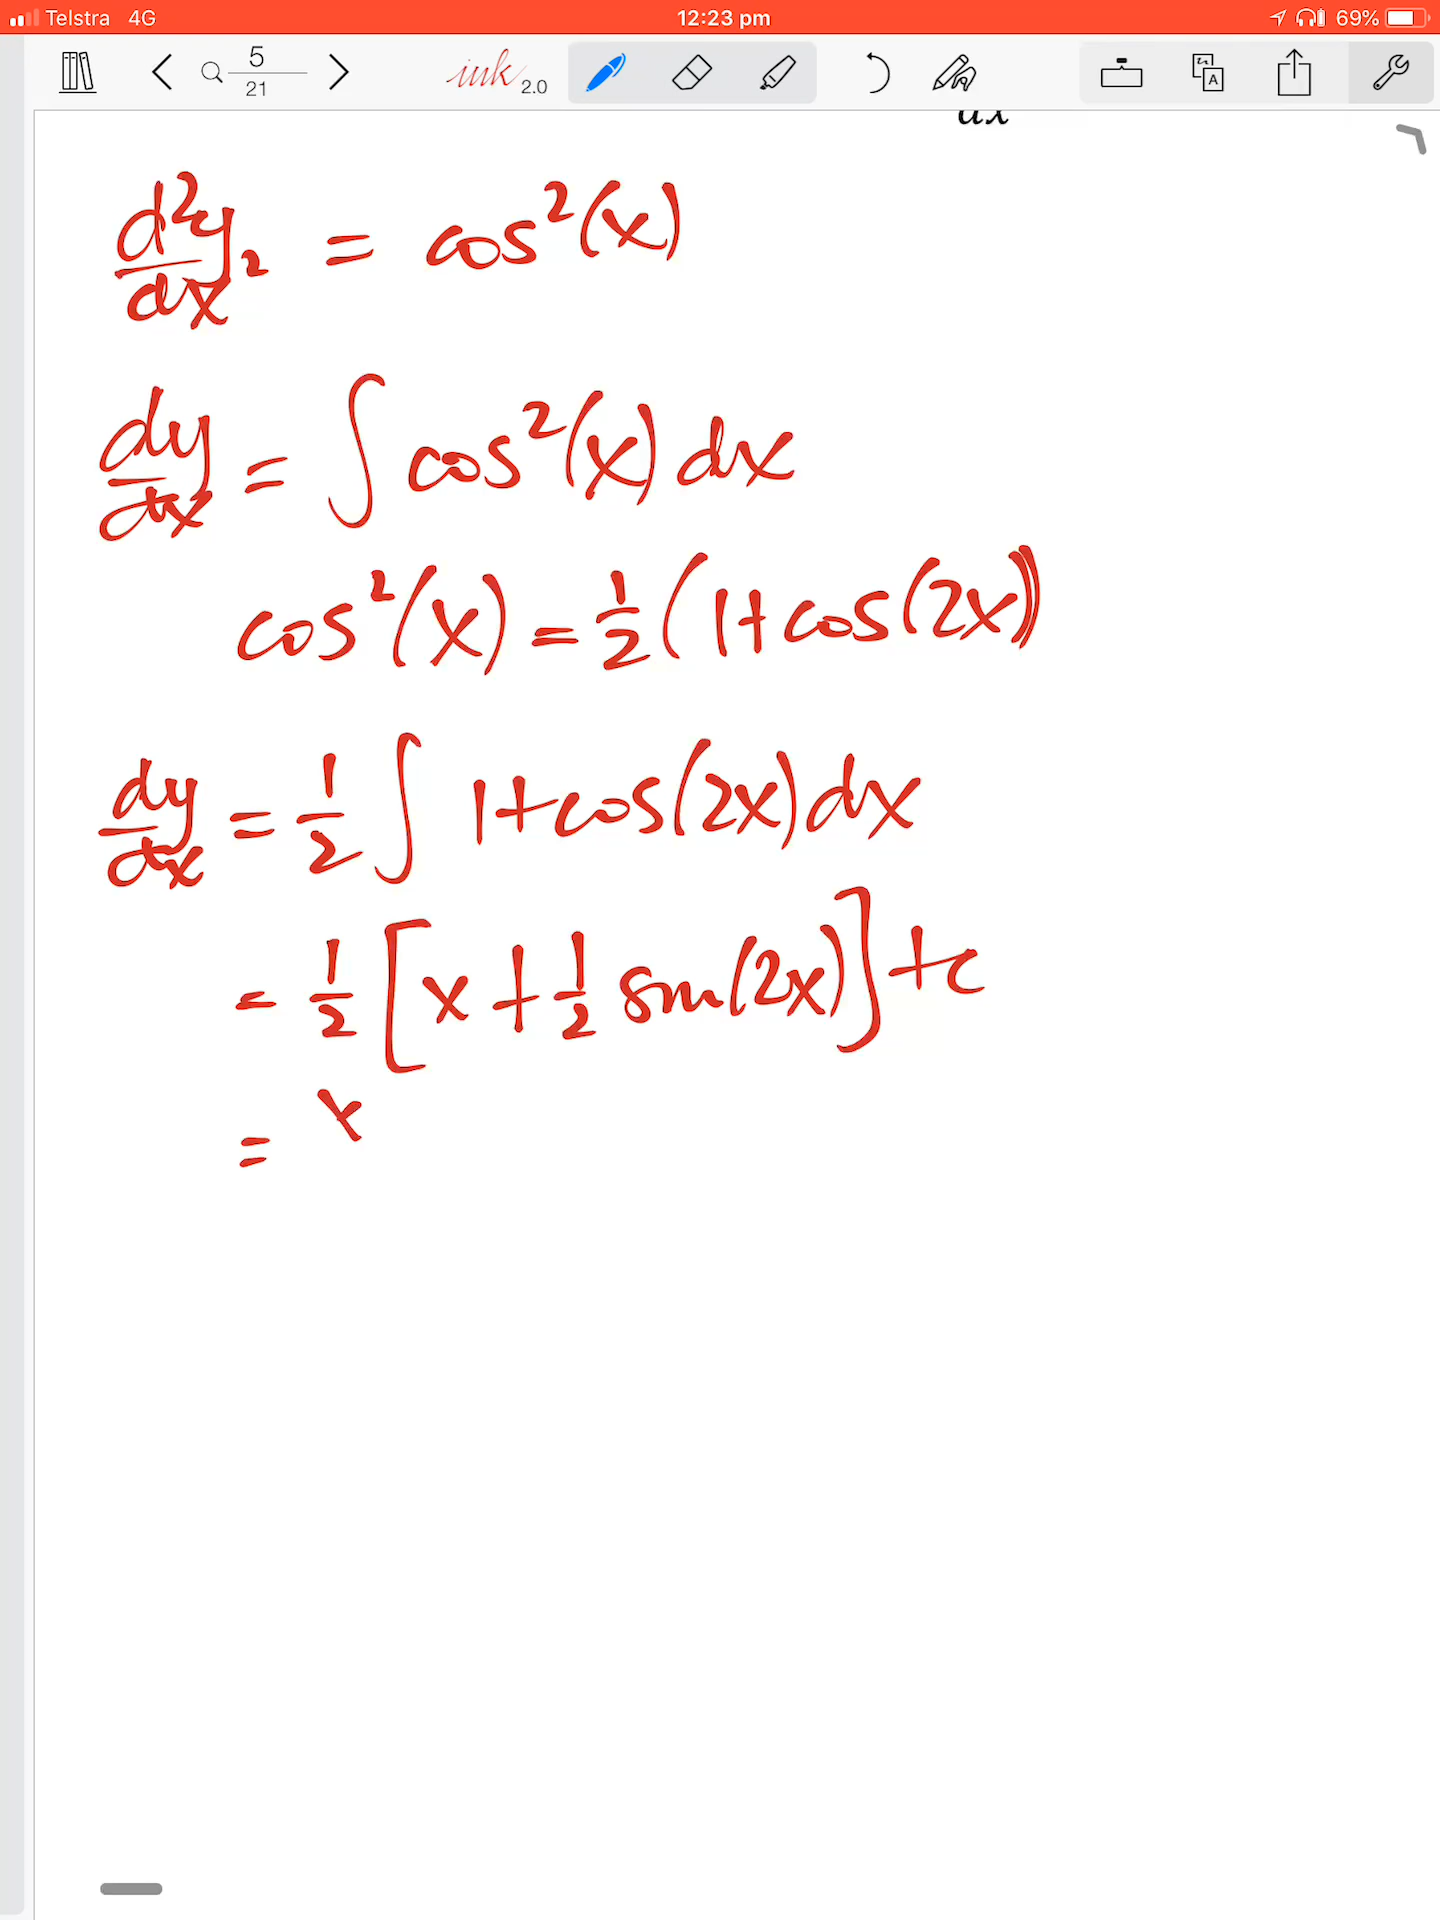 Telstra 4G 12:23 pm 69%
5
21
ink 2.0
dx
d²y/dx² = cos²(x)
dy/dx = ∫ cos²(x) dx
cos²(x) = 1/2 (1+cos(2x))
dy/dx = 1/2 ∫ 1+cos(2x) dx
= 1/2 [x + 1/2 sin(2x)] + c
= x